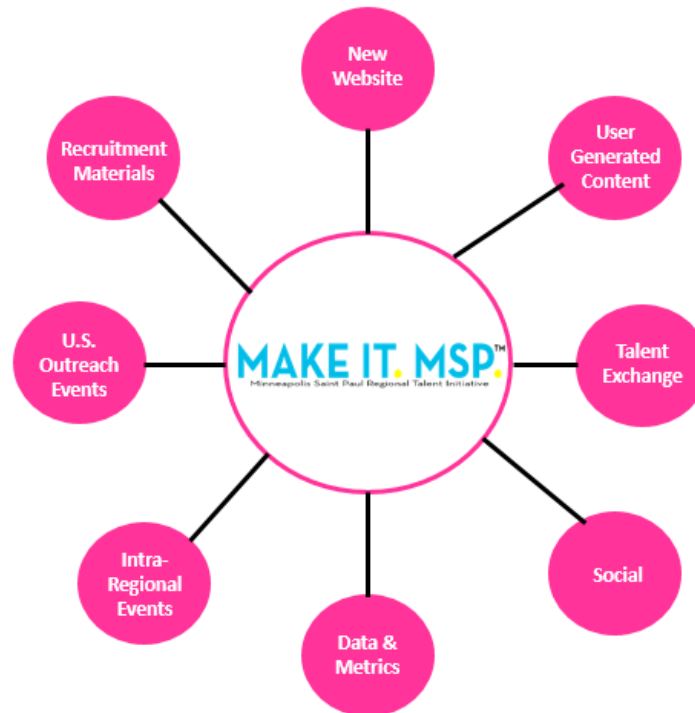 New
Website
User
Generated
Content
Talent
Exchange
Social
Data &
Metrics
Intra-
Regional
Events
U.S.
Outreach
Events
Recruitment
Materials
MAKE IT. MSP.™
Minneapolis Saint Paul Regional Talent Initiative